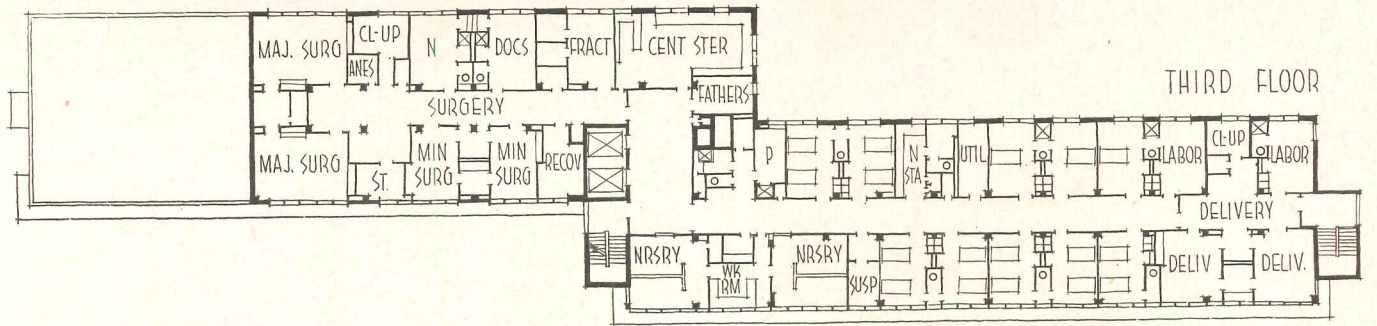 THIRD FLOOR
MAJ. SURG
CL-UP
ANES
N
DOCS
FRACT
CENT STER
FATHERS
SURGERY
MAJ. SURG
ST.
MIN
SURG
MIN
SURG
RECOV
P
N
STA
UTIL
LABOR
CL-UP
LABOR
DELIVERY
NRSRY
WK
RM
NRSRY
SUSP
DELIV
DELIV.